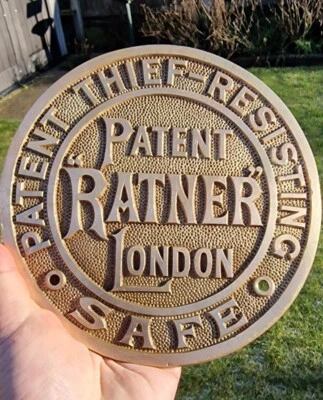 PATENT THIEF-RESISTING
PATENT
"RATNER"
LONDON
SAFE